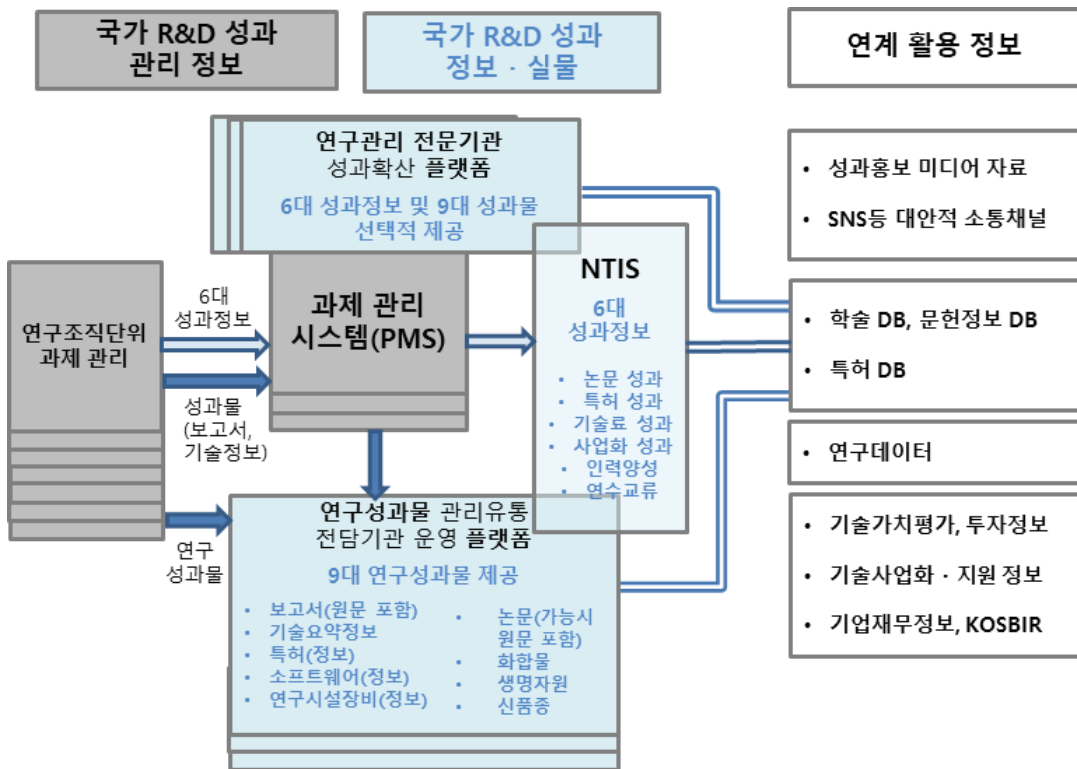 국가 R&D 성과
관리 정보
국가 R&D 성과
정보 · 실물
연계 활용 정보
연구관리 전문기관
성과확산 플랫폼
6대 성과정보 및 9대 성과물
선택적 제공
연구조직단위
과제 관리
6대
성과정보
성과물
(보고서,
기술정보)
연구
성과물
과제 관리
시스템(PMS)
NTIS
6대
성과정보
• 논문 성과
• 특허 성과
• 기술료 성과
• 사업화 성과
• 인력양성
• 연수교류
연구성과물 관리유통
전담기관 운영 플랫폼
9대 연구성과물 제공
• 보고서(원문 포함)
• 기술요약정보
• 특허(정보)
• 소프트웨어(정보)
• 연구시설장비(정보)
• 논문(가능시
원문 포함)
• 화합물
• 생명자원
• 신품종
• 성과홍보 미디어 자료
• SNS등 대안적 소통채널
• 학술 DB, 문헌정보 DB
• 특허 DB
• 연구데이터
• 기술가치평가, 투자정보
• 기술사업화 · 지원 정보
• 기업재무정보, KOSBIR